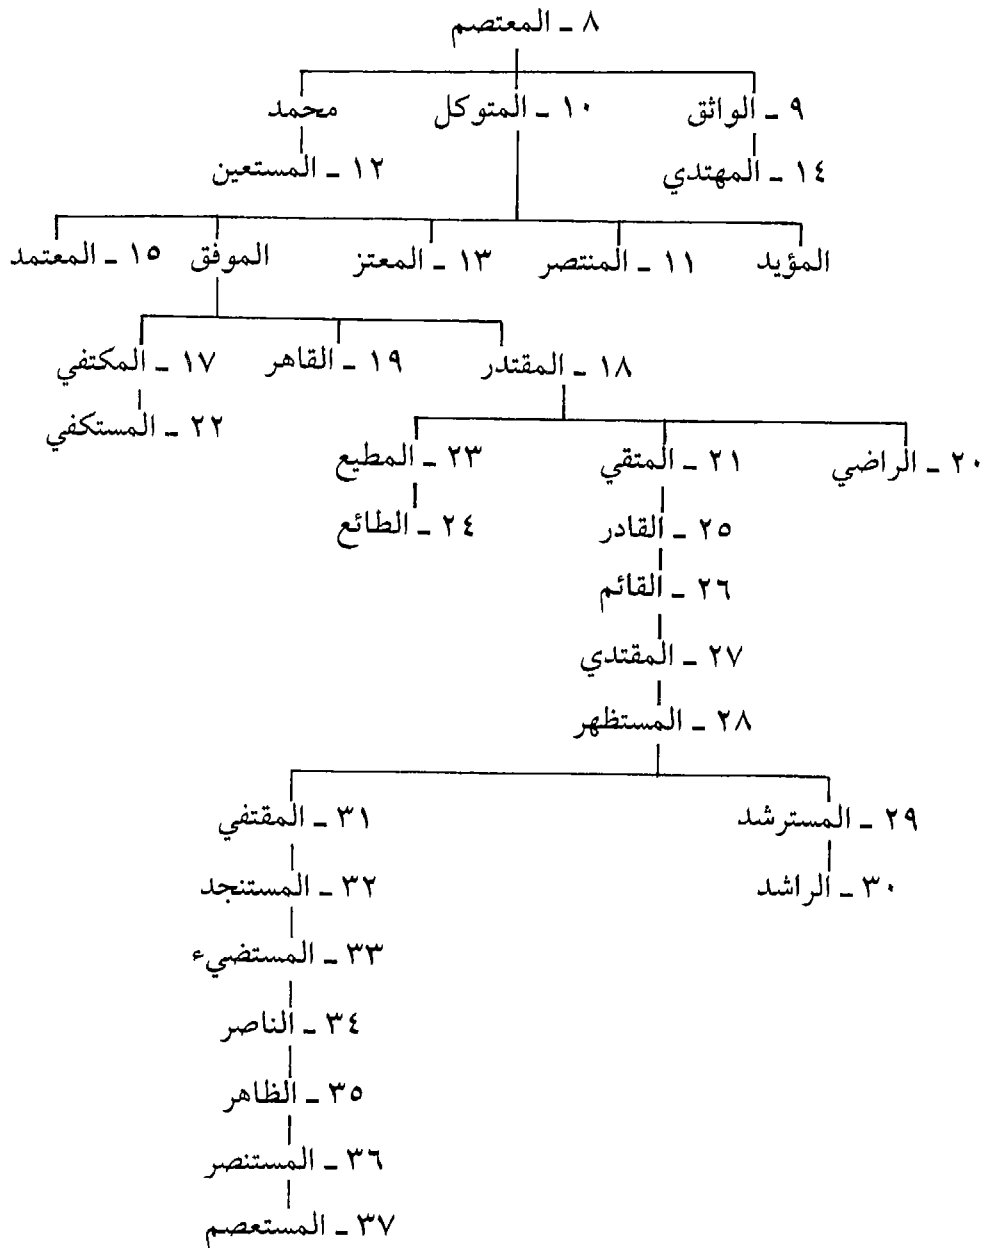 ٨ ـ المعتصم
٩ ـ الواثق
١٠ ـ المتوكل
محمد
١٤ ـ المهتدي
١٢ ـ المستعين
المؤيد
١١ ـ المنتصر
١٣ ـ المعتز
الموفق
١٥ ـ المعتمد
١٨ ـ المقتدر
١٩ ـ القاهر
١٧ ـ المكتفي
٢٢ ـ المستكفي
٢٠ ـ الراضي
٢١ ـ المتقي
٢٣ ـ المطيع
٢٥ ـ القادر
٢٤ ـ الطائع
٢٦ ـ القائم
٢٧ ـ المقتدي
٢٨ ـ المستظهر
٢٩ ـ المسترشد
٣١ ـ المقتفي
٣٠ ـ الراشد
٣٢ ـ المستنجد
٣٣ ـ المستضيء
٣٤ ـ الناصر
٣٥ ـ الظاهر
٣٦ ـ المستنصر
٣٧ ـ المستعصم